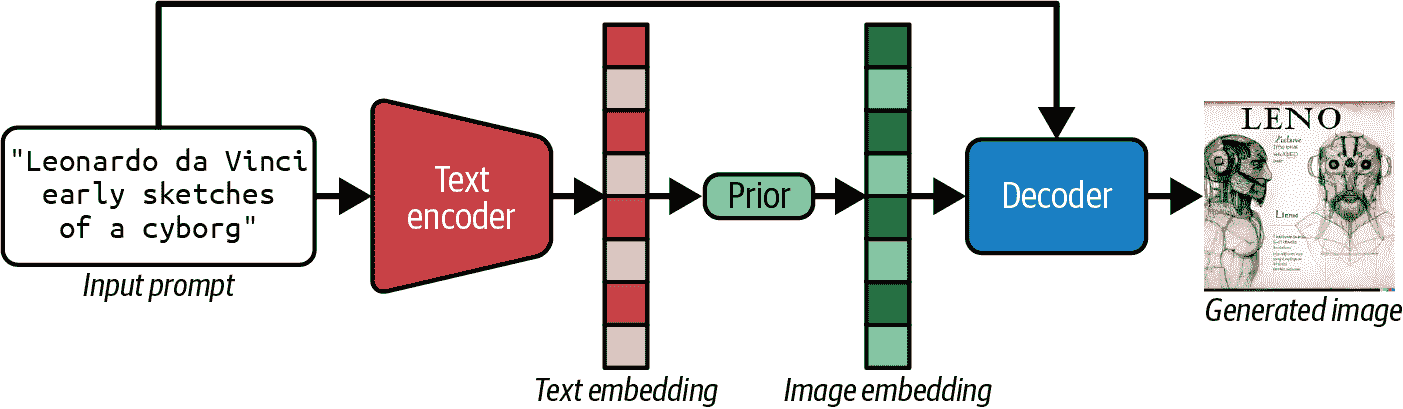 "Leonardo da Vinci
early sketches
of a cyborg"
Input prompt
Text
encoder
Text embedding
Prior
Image embedding
Decoder
LENO
Generated image